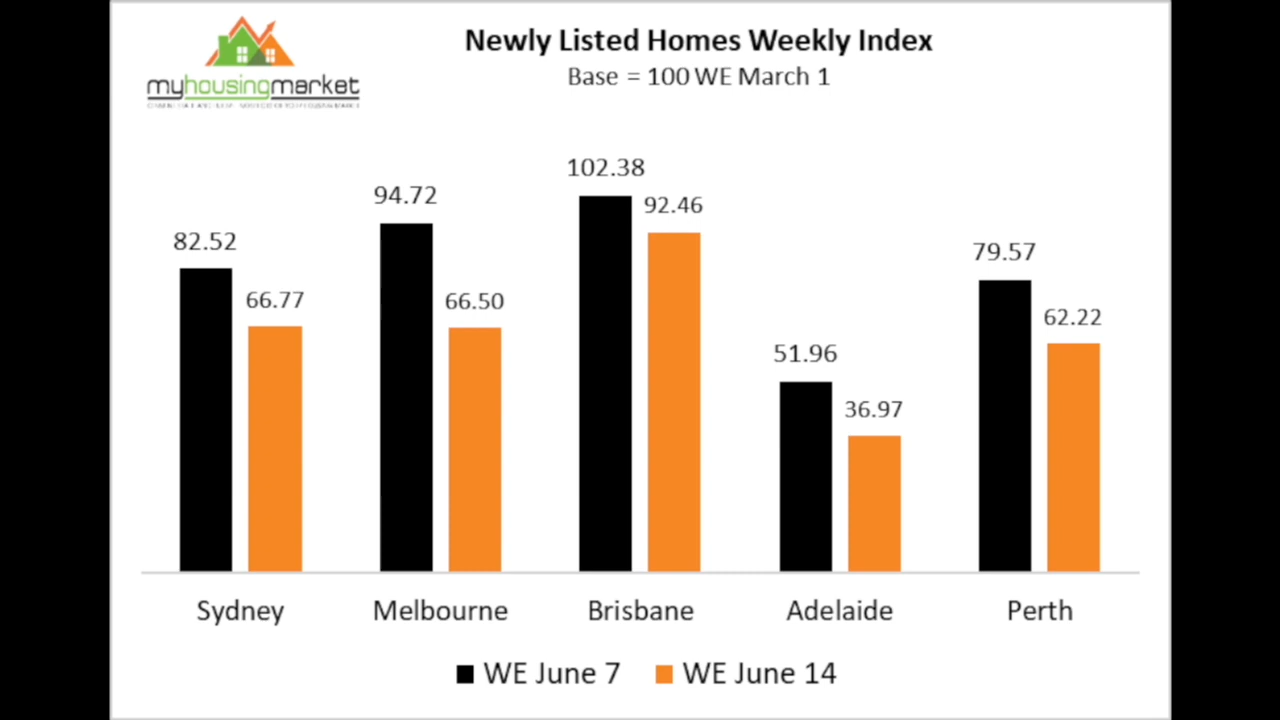 myhousingmarket
Newly Listed Homes Weekly Index
Base = 100 WE March 1
82.52
66.77
94.72
66.50
102.38
92.46
51.96
36.97
79.57
62.22
Sydney
Melbourne
Brisbane
Adelaide
Perth
WE June 7
WE June 14